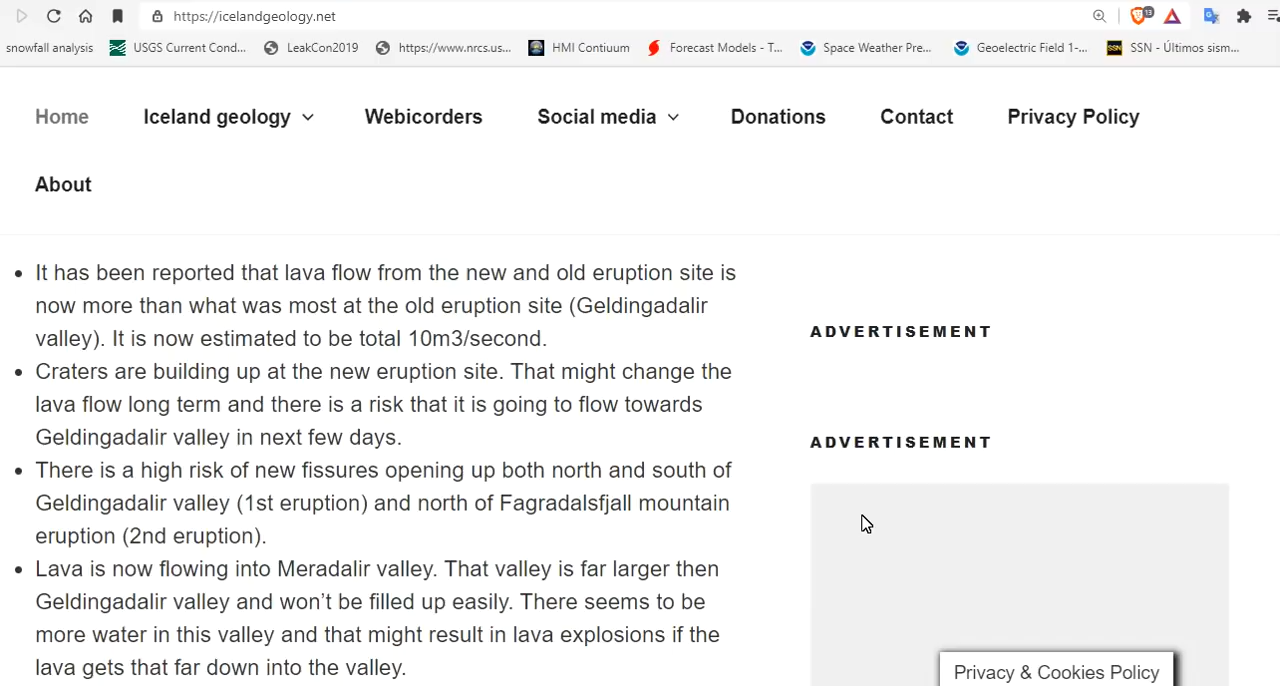 https://icelandgeology.net
13
snowfall analysis USGS Current Cond... LeakCon2019 https://www.nrcs.us... HMI Contiuum Forecast Models - T... Space Weather Pre... Geoelectric Field 1-... SSN SSN - Últimos sism...
Home Iceland geology Webicorders Social media Donations Contact Privacy Policy
About
• It has been reported that lava flow from the new and old eruption site is
now more than what was most at the old eruption site (Geldingadalir
valley). It is now estimated to be total 10m3/second.
• Craters are building up at the new eruption site. That might change the
lava flow long term and there is a risk that it is going to flow towards
Geldingadalir valley in next few days.
• There is a high risk of new fissures opening up both north and south of
Geldingadalir valley (1st eruption) and north of Fagradalsfjall mountain
eruption (2nd eruption).
• Lava is now flowing into Meradalir valley. That valley is far larger then
Geldingadalir valley and won’t be filled up easily. There seems to be
more water in this valley and that might result in lava explosions if the
lava gets that far down into the valley.
ADVERTISEMENT
ADVERTISEMENT
Privacy & Cookies Policy